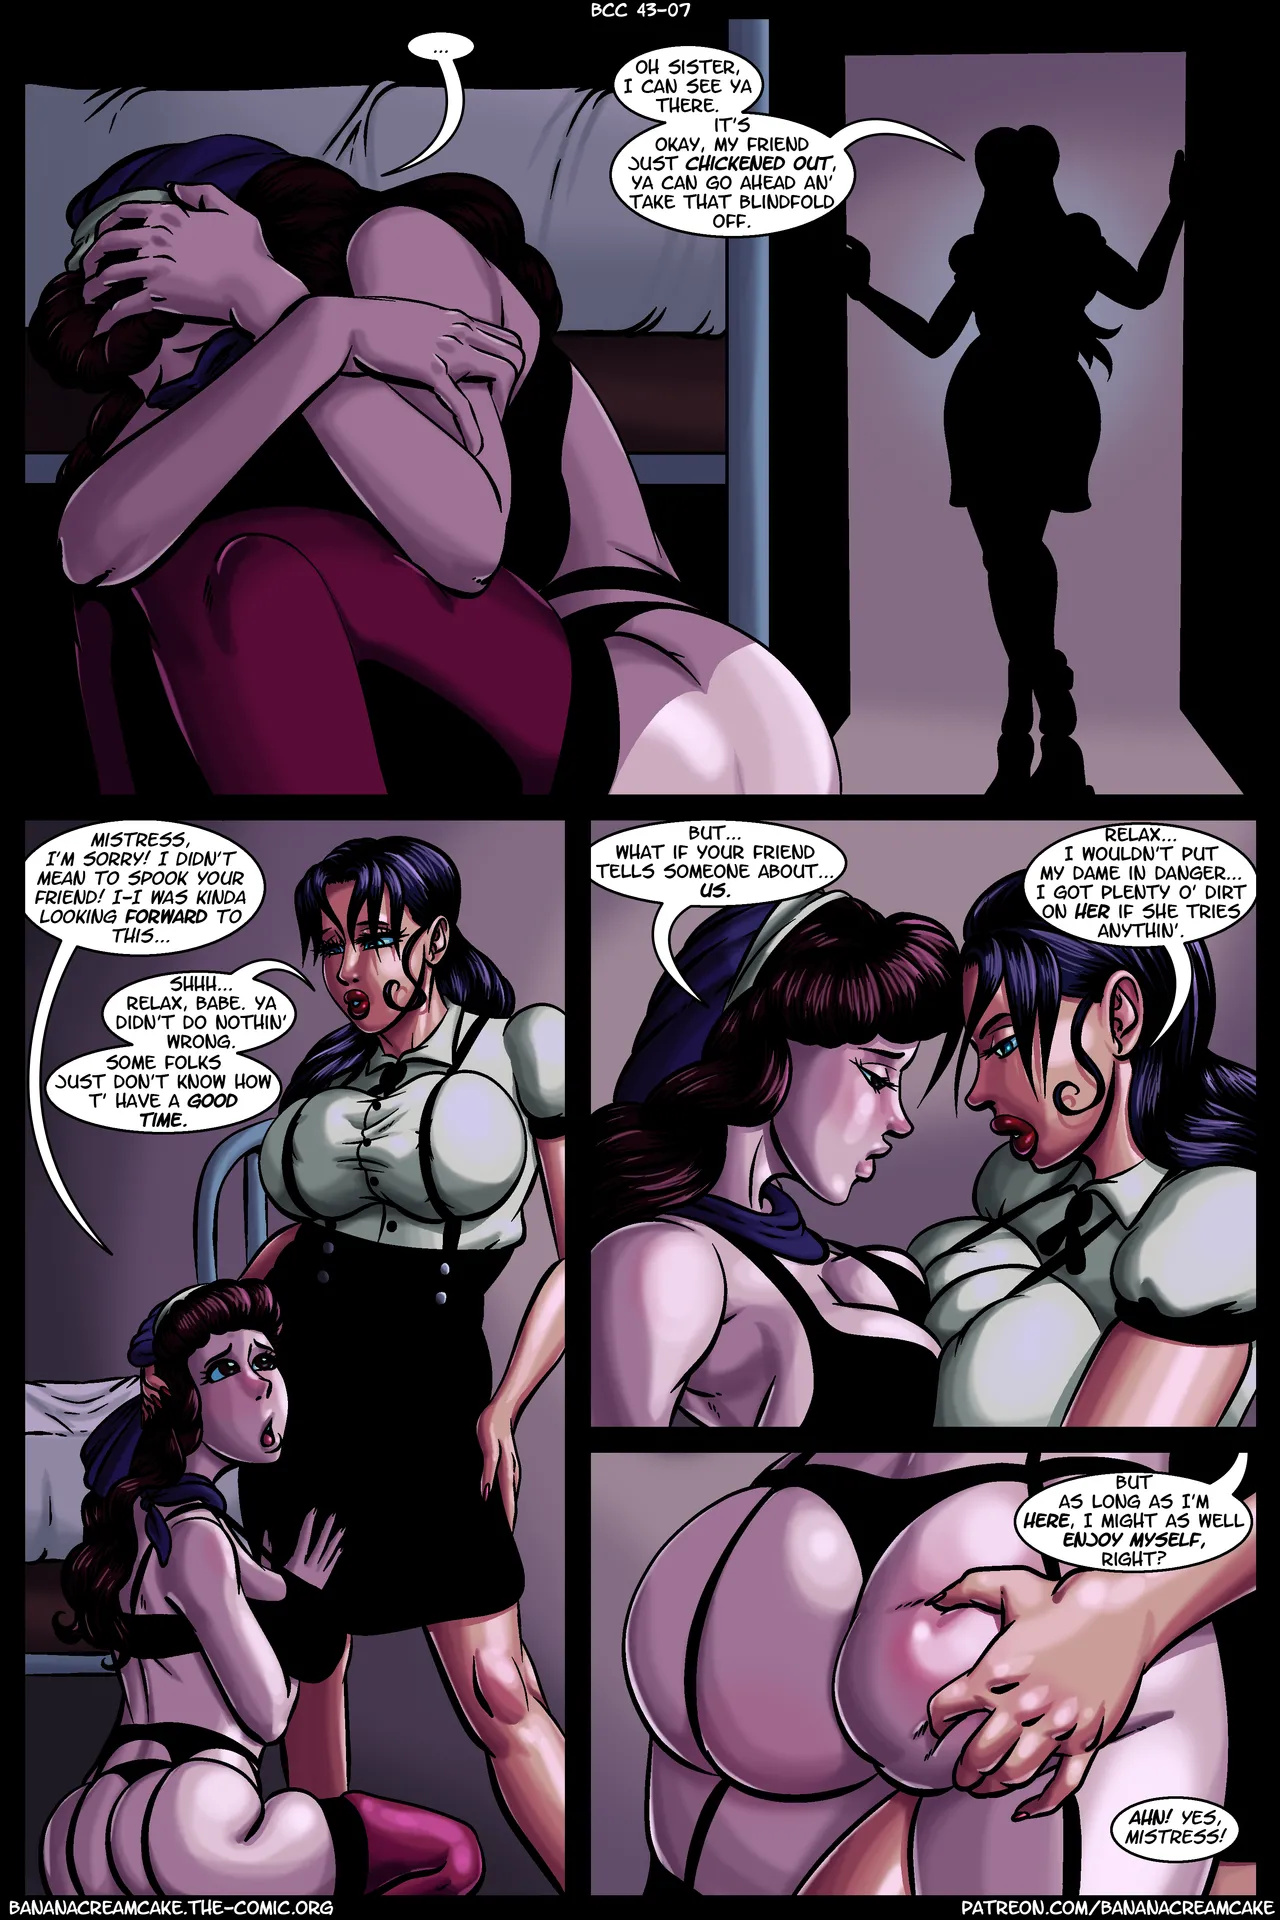 BCC 43-07
...
OH SISTER,
I CAN SEE YA
THERE.
IT'S
OKAY, MY FRIEND
JUST CHICKENED OUT,
YA CAN GO AHEAD AN'
TAKE THAT BLINDFOLD
OFF.
MISTRESS,
I'M SORRY! I DIDN'T
MEAN TO SPOOK YOUR
FRIEND! I-I WAS KINDA
LOOKING FORWARD TO
THIS...
SHHH...
RELAX, BABE. YA
DIDN'T DO NOTHIN'
WRONG.
SOME FOLKS
JUST DON'T KNOW HOW
T' HAVE A GOOD
TIME.
BUT...
WHAT IF YOUR FRIEND
TELLS SOMEONE ABOUT...
US.
RELAX...
I WOULDN'T PUT
MY DAME IN DANGER...
I GOT PLENTY O' DIRT
ON HER IF SHE TRIES
ANYTHIN'.
BUT
AS LONG AS I'M
HERE, I MIGHT AS WELL
ENJOY MYSELF,
RIGHT?
AHN! YES,
MISTRESS!
BANANACREAMCAKE.THE-COMIC.ORG
PATREON.COM/BANANACREAMCAKE